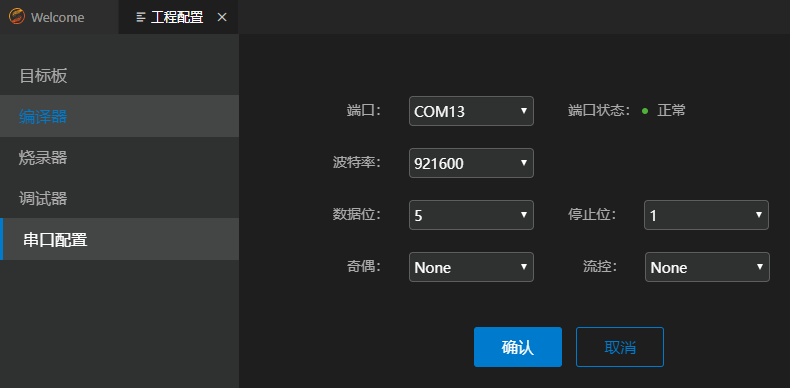 Welcome
工程配置
目标板
编译器
烧录器
调试器
串口配置
端口： COM13 端口状态： 正常
波特率： 921600
数据位： 5 停止位： 1
奇偶： None 流控： None
确认 取消